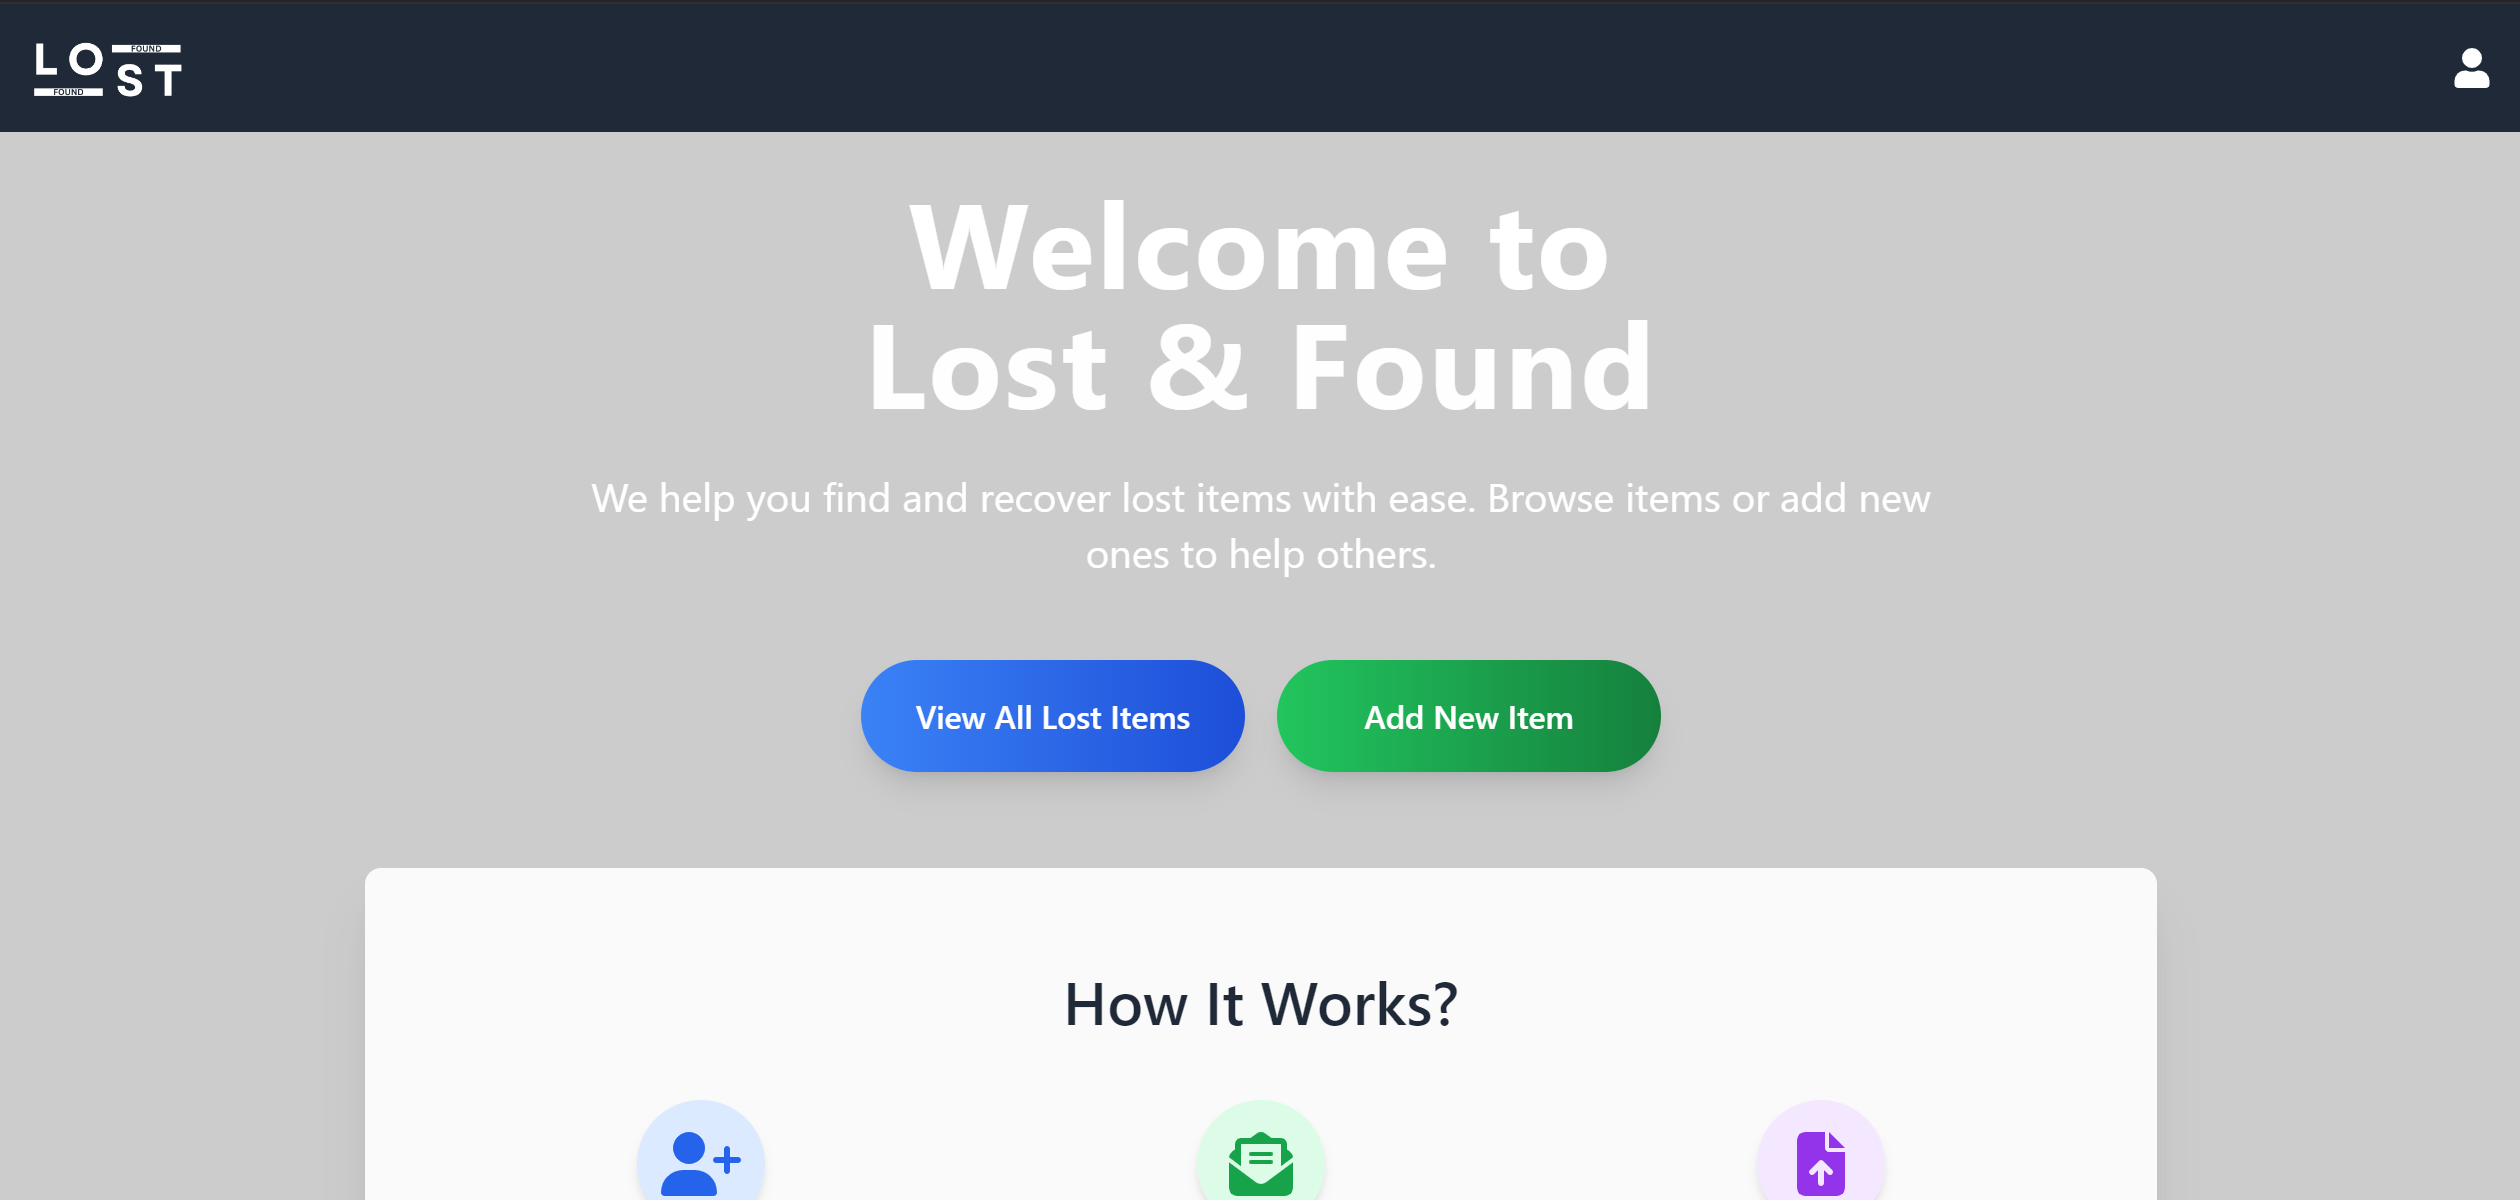 LO
FOUND
FOUND
ST
Welcome to
Lost & Found
We help you find and recover lost items with ease. Browse items or add new
ones to help others.
View All Lost Items
Add New Item
How It Works?